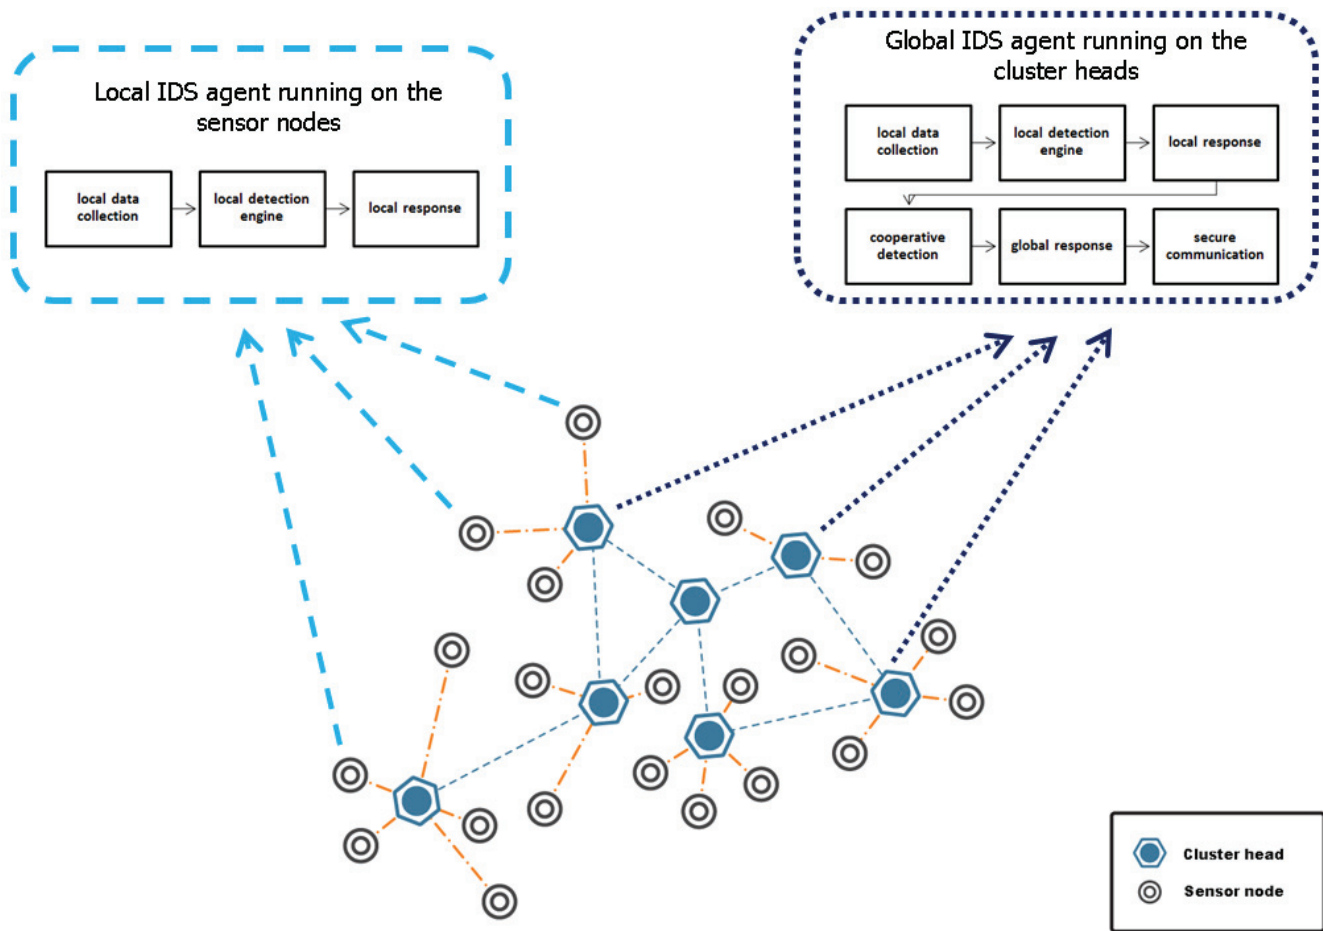 Local IDS agent running on the
sensor nodes
local data
collection
local detection
engine
local response
Global IDS agent running on the
cluster heads
local data
collection
local detection
engine
local response
cooperative
detection
global response
secure
communication
Cluster head
Sensor node